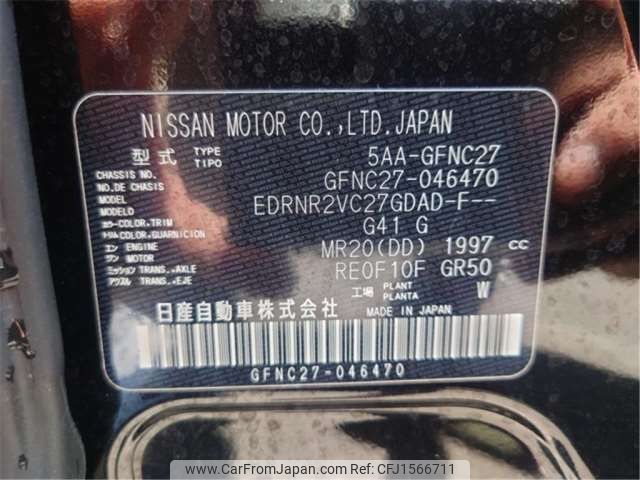 NISSAN MOTOR CO.,LTD.JAPAN
型式 TYPE TIPO 5AA-GFNC27
CHASSIS NO. NO.DE CHASIS GFNC27-046470
MODEL MODELO EDRNR2VC27GDAD-F--
カラー COLOR,TRIM トリム COLOR,GUARNICION G41 G
エン ENGINE ジン MOTOR MR20(DD) 1997 cc
ミッション TRANS.,AXLE アクスル TRANS.,EJE RE0F10F GR50
工場 PLANT PLANTA W
日産自動車株式会社 MADE IN JAPAN
GFNC27-046470
www.CarFromJapan.com | Car ID: CFJ1566711